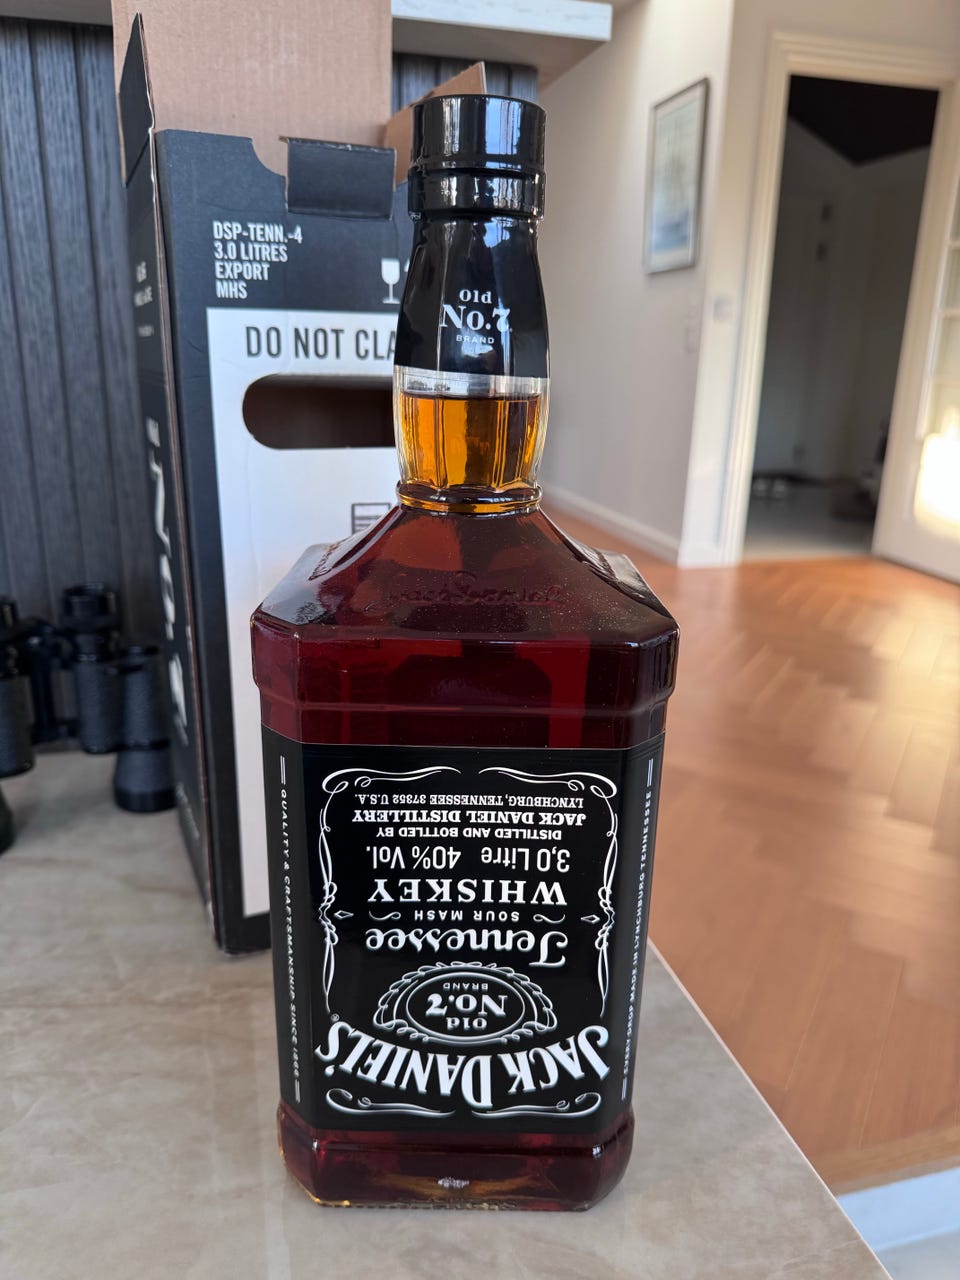 DSP-TENN.-4
3.0 LITRES
EXPORT
MHS
DO NOT CLA
Old
No.7
BRAND
Jack Daniel
JACK DANIEL'S
Old
No.7
BRAND
Tennessee
SOUR MASH
WHISKEY
3,0 Litre 40% Vol.
DISTILLED AND BOTTLED BY
JACK DANIEL DISTILLERY
LYNCHBURG, TENNESSEE 37352 U.S.A.
QUALITY & CRAFTSMANSHIP SINCE 1866
EVERY DROP MADE IN LYNCHBURG TENNESSEE